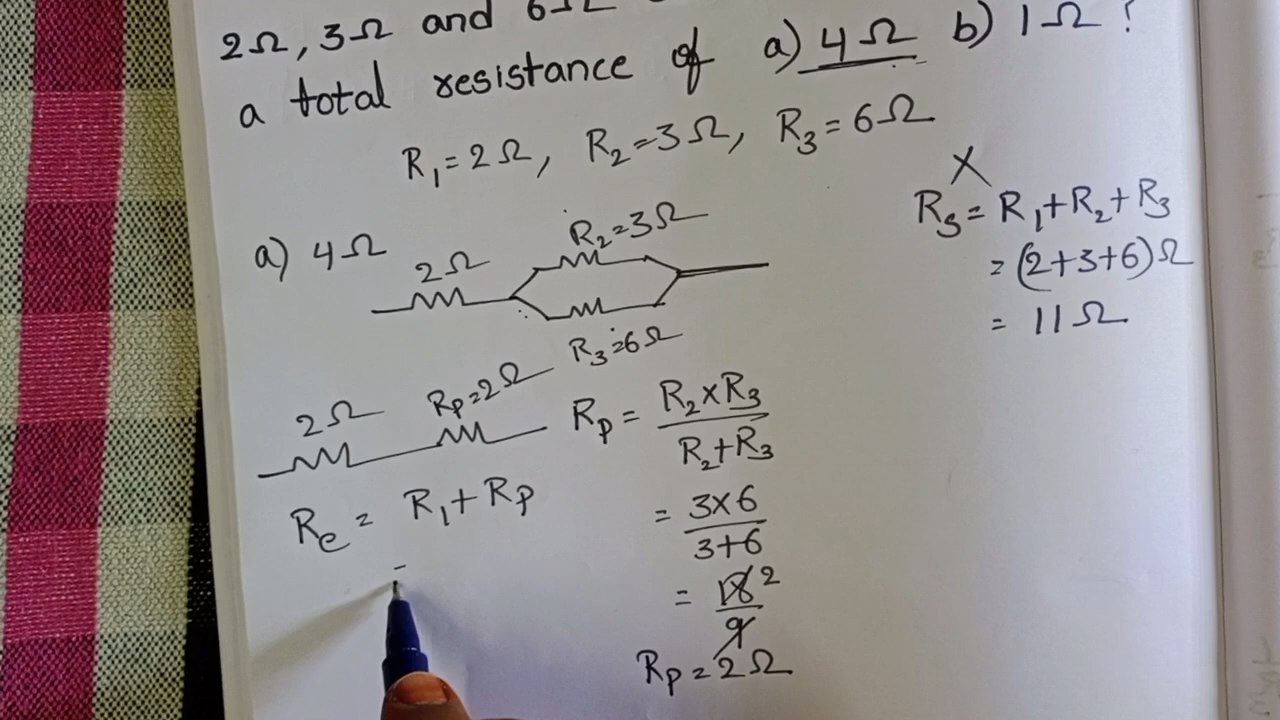 2Ω, 3Ω and 6Ω
a total resistance of a) 4Ω b) 1Ω ?
R₁=2Ω, R₂=3Ω, R₃=6Ω
a) 4Ω
2Ω
R₂=3Ω
R₃=6Ω
X
Rs = R₁+R₂+R₃
= (2+3+6)Ω
= 11Ω
2Ω
Rp=2Ω
Re = R₁+Rp
=
Rp = R₂×R₃
R₂+R₃
= 3×6
3+6
= 18 2
9
Rp = 2Ω